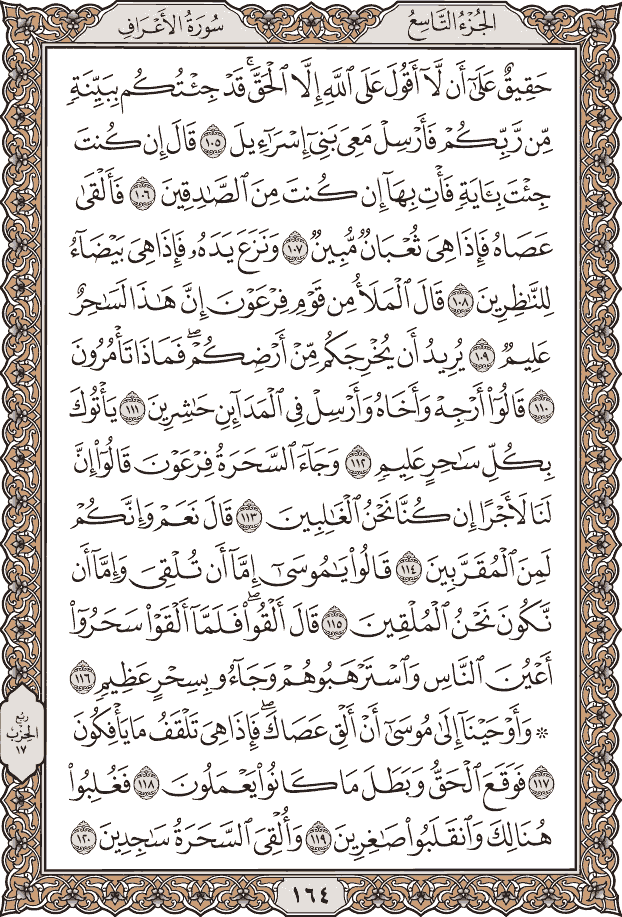 الجُزْءُ التَّاسِعُ
سُورَةُ الأَعْرَافِ
حَقِيقٌ عَلَىٰٓ أَن لَّآ أَقُولَ عَلَى ٱللَّهِ إِلَّا ٱلْحَقَّۚ قَدْ جِئْتُكُم بِبَيِّنَةٍ
مِّن رَّبِّكُمْ فَأَرْسِلْ مَعِىَ بَنِىٓ إِسْرَٰٓءِيلَ ١٠٥ قَالَ إِن كُنتَ
جِئْتَ بِـَٔايَةٍ فَأْتِ بِهَآ إِن كُنتَ مِنَ ٱلصَّـٰدِقِينَ ١٠٦ فَأَلْقَىٰ
عَصَاهُ فَإِذَا هِىَ ثُعْبَانٌ مُّبِينٌ ١٠٧ وَنَزَعَ يَدَهُۥ فَإِذَا هِىَ بَيْضَآءُ
لِلنَّـٰظِرِينَ ١٠٨ قَالَ ٱلْمَلَأُ مِن قَوْمِ فِرْعَوْنَ إِنَّ هَـٰذَا لَسَـٰحِرٌ
عَلِيمٌ ١٠٩ يُرِيدُ أَن يُخْرِجَكُم مِّنْ أَرْضِكُمْۖ فَمَاذَا تَأْمُرُونَ
١١٠ قَالُوٓا۟ أَرْجِهْ وَأَخَاهُ وَأَرْسِلْ فِى ٱلْمَدَآئِنِ حَـٰشِرِينَ ١١١ يَأْتُوكَ
بِكُلِّ سَـٰحِرٍ عَلِيمٍ ١١٢ وَجَآءَ ٱلسَّحَرَةُ فِرْعَوْنَ قَالُوٓا۟ إِنَّ
لَنَا لَأَجْرًا إِن كُنَّا نَحْنُ ٱلْغَـٰلِبِينَ ١١٣ قَالَ نَعَمْ وَإِنَّكُمْ
لَمِنَ ٱلْمُقَرَّبِينَ ١١٤ قَالُوا۟ يَـٰمُوسَىٰٓ إِمَّآ أَن تُلْقِىَ وَإِمَّآ أَن
نَّكُونَ نَحْنُ ٱلْمُلْقِينَ ١١٥ قَالَ أَلْقُوا۟ۖ فَلَمَّآ أَلْقَوْا۟ سَحَرُوٓا۟
أَعْيُنَ ٱلنَّاسِ وَٱسْتَرْهَبُوهُمْ وَجَآءُو بِسِحْرٍ عَظِيمٍ ١١٦
۞ وَأَوْحَيْنَآ إِلَىٰ مُوسَىٰٓ أَنْ أَلْقِ عَصَاكَۖ فَإِذَا هِىَ تَلْقَفُ مَا يَأْفِكُونَ
١١٧ فَوَقَعَ ٱلْحَقُّ وَبَطَلَ مَا كَانُوا۟ يَعْمَلُونَ ١١٨ فَغُلِبُوا۟
هُنَالِكَ وَٱنقَلَبُوا۟ صَـٰغِرِينَ ١١٩ وَأُلْقِىَ ٱلسَّحَرَةُ سَـٰجِدِينَ ١٢٠
رُبْع
الحِزْبِ
١٧
١٦٤